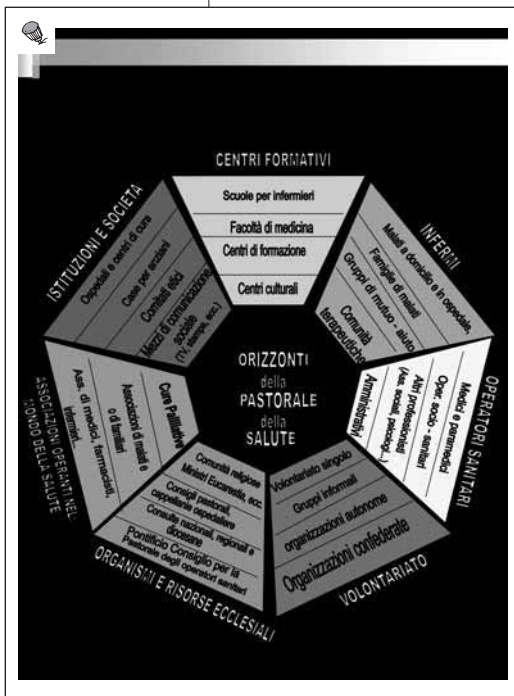 CENTRI FORMATIVI
Scuole per infermieri
Facoltà di medicina
Centri di formazione
Centri culturali
INFERMI
Malati a domicilio e in ospedale,
Famiglie di malati
Gruppi di mutuo - aiuto
Comunità
terapeutiche
OPERATORI SANITARI
Medici e paramedici
Oper. socio - sanitari
Altri professionisti
(Ass. sociali, psicologi...)
Amministrativi
VOLONTARIATO
Volontariato singolo
Gruppi informali
organizzazioni autonome
Organizzazioni confederate
ORGANISMI E RISORSE ECCLESIALI
Comunità religiose
Ministri Eucarestia, ecc.
Consigli pastorali,
cappellanie ospedaliere
Consulte nazionali, regionali e
diocesane
Pontificio Consiglio per la
Pastorale degli operatori sanitari
ASSOCIAZIONI OPERANTI NEL
MONDO DELLA SALUTE
Cure Palliative
Associazioni di malati e
o di familiari
Ass. di medici, farmacisti,
infermieri...
ISTITUZIONI E SOCIETÀ
Ospedali e centri di cura
Case per anziani
Comitati etici
Mezzi di comunicazione
sociale
(TV, stampa, ecc.)
ORIZZONTI
della
PASTORALE
della
SALUTE